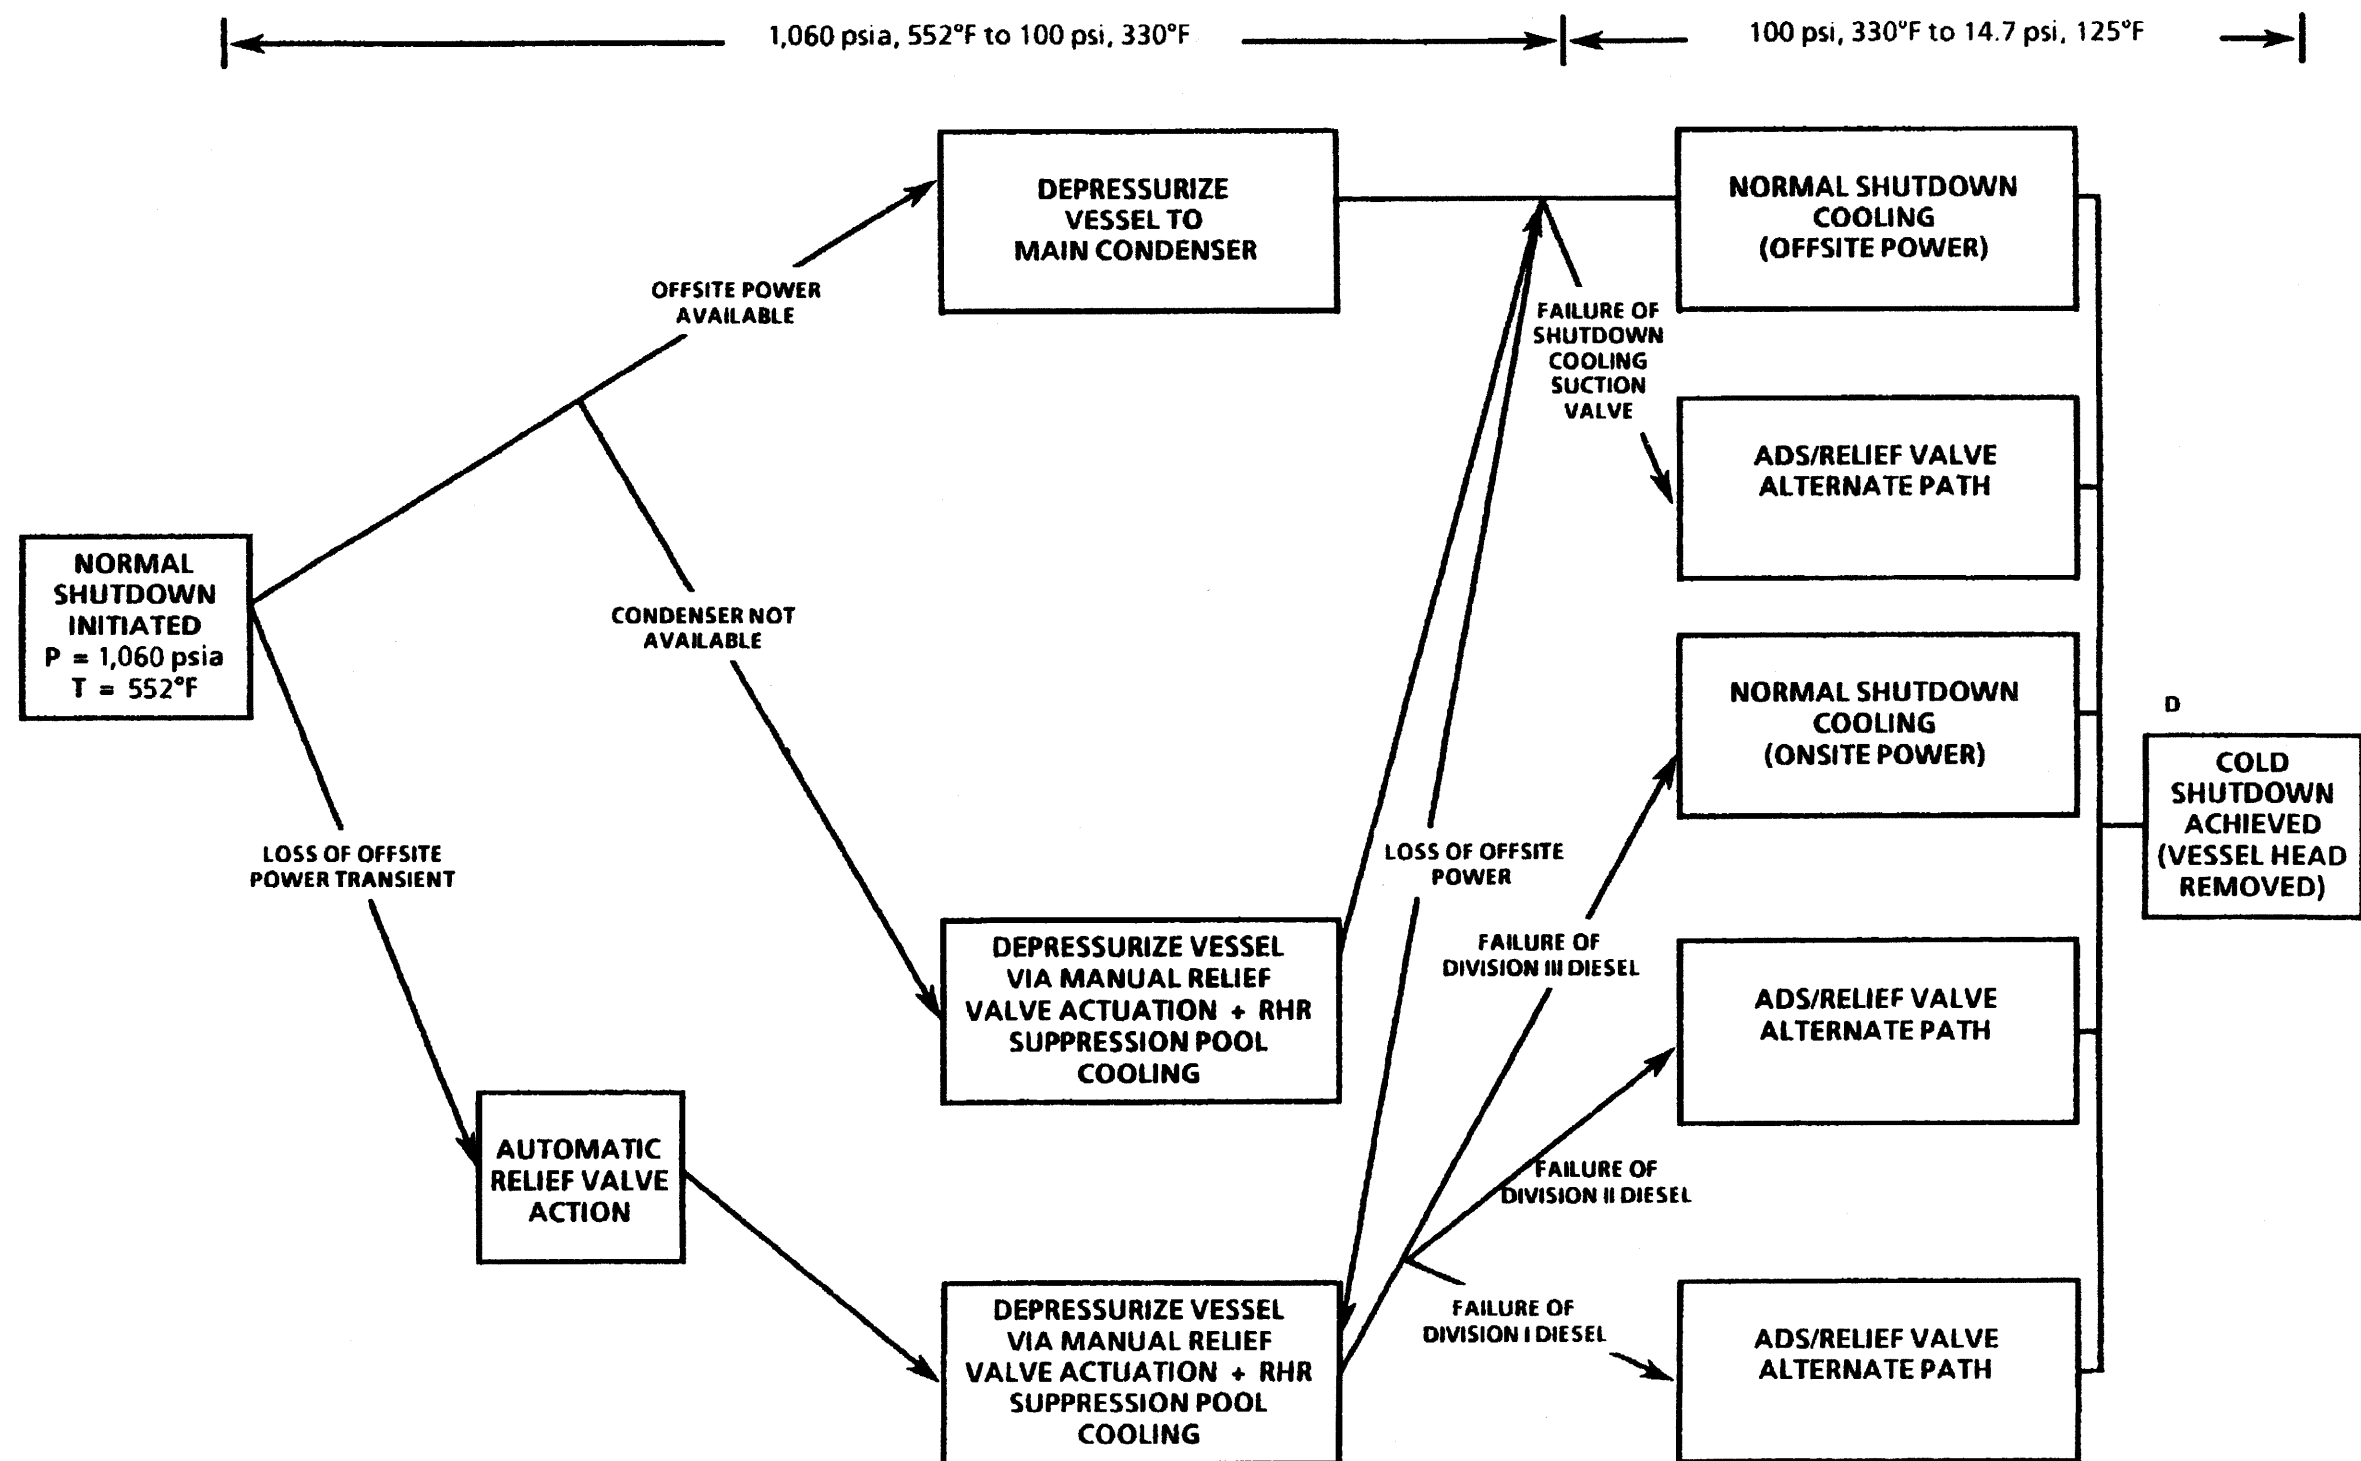 1,060 psia, 552°F to 100 psi, 330°F
100 psi, 330°F to 14.7 psi, 125°F
DEPRESSURIZE
VESSEL TO
MAIN CONDENSER
NORMAL SHUTDOWN
COOLING
(OFFSITE POWER)
OFFSITE POWER
AVAILABLE
FAILURE OF
SHUTDOWN
COOLING
SUCTION
VALVE
ADS/RELIEF VALVE
ALTERNATE PATH
NORMAL
SHUTDOWN
INITIATED
P = 1,060 psia
T = 552°F
CONDENSER NOT
AVAILABLE
NORMAL SHUTDOWN
COOLING
(ONSITE POWER)
D
COLD
SHUTDOWN
ACHIEVED
(VESSEL HEAD
REMOVED)
LOSS OF OFFSITE
POWER TRANSIENT
LOSS OF OFFSITE
POWER
DEPRESSURIZE VESSEL
VIA MANUAL RELIEF
VALVE ACTUATION + RHR
SUPPRESSION POOL
COOLING
FAILURE OF
DIVISION III DIESEL
ADS/RELIEF VALVE
ALTERNATE PATH
AUTOMATIC
RELIEF VALVE
ACTION
FAILURE OF
DIVISION II DIESEL
DEPRESSURIZE VESSEL
VIA MANUAL RELIEF
VALVE ACTUATION + RHR
SUPPRESSION POOL
COOLING
FAILURE OF
DIVISION I DIESEL
ADS/RELIEF VALVE
ALTERNATE PATH